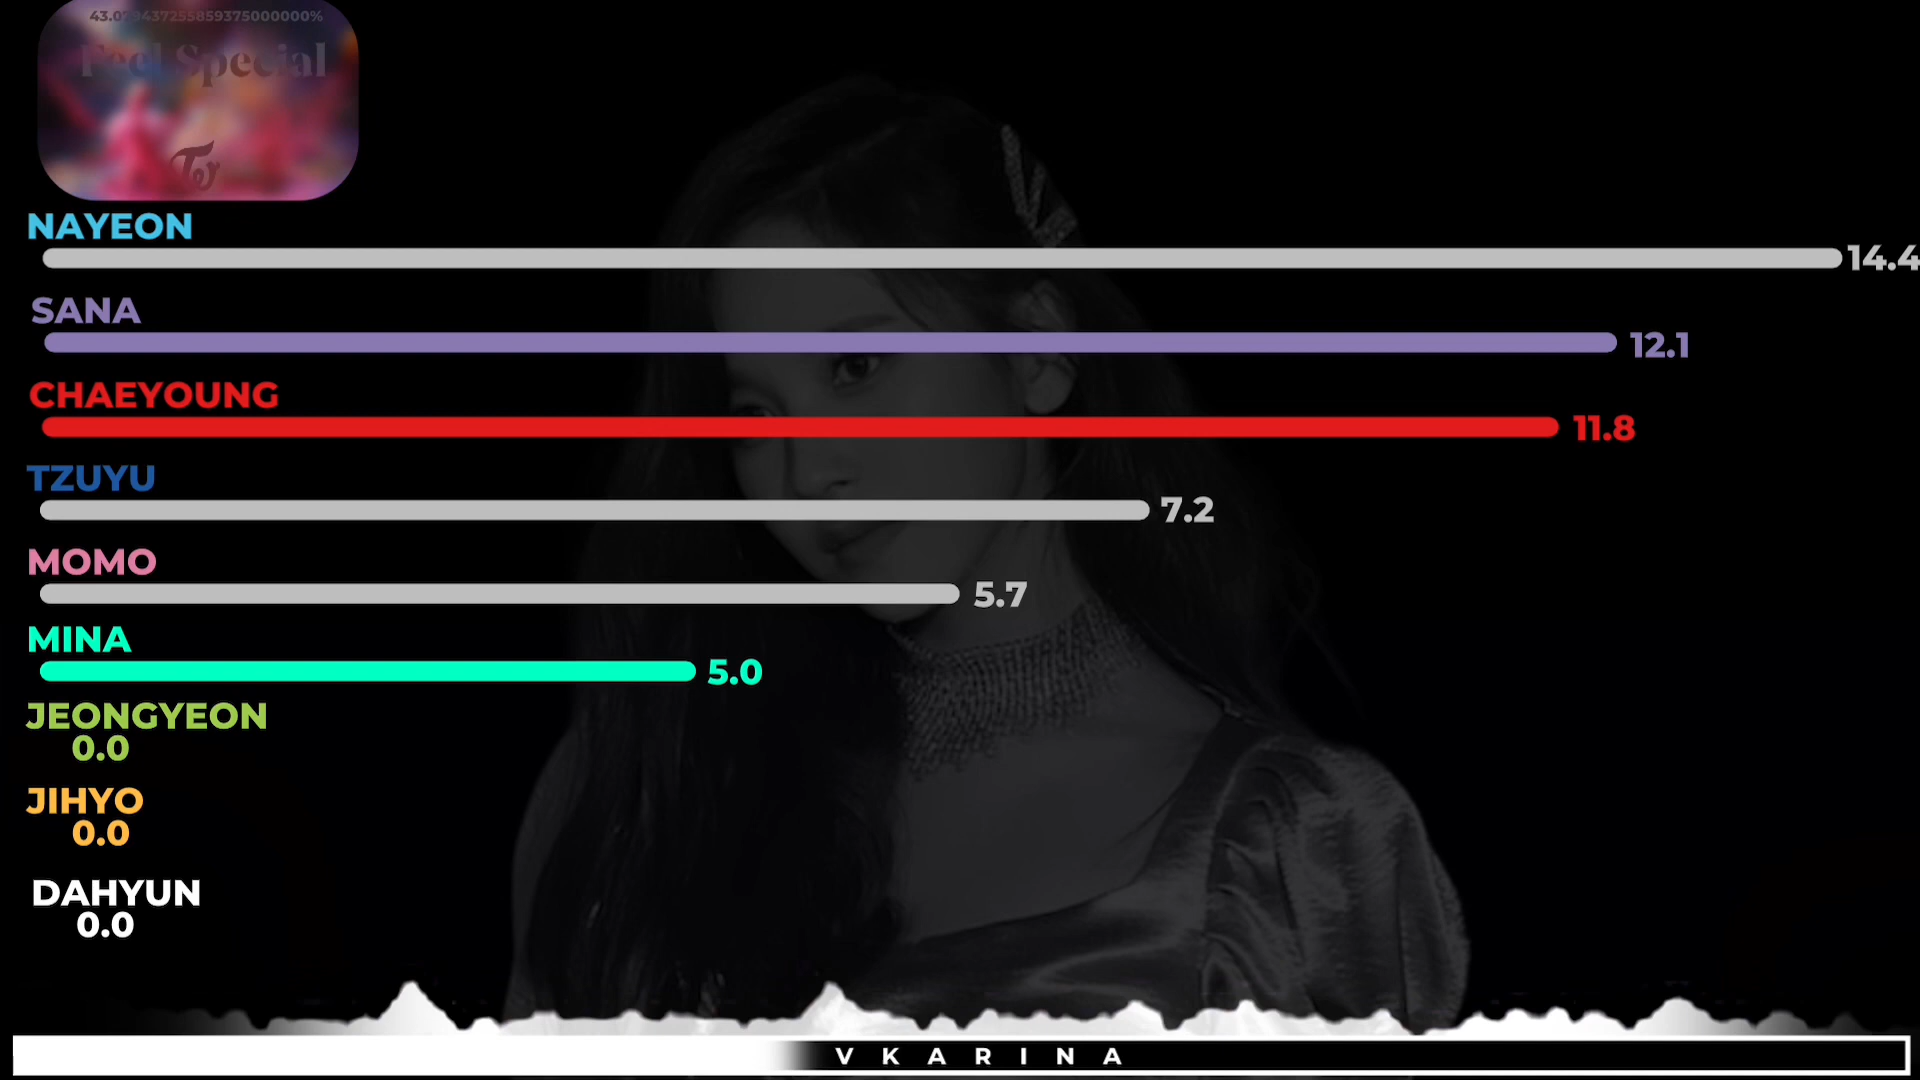 Feel Special
NAYEON
14.4
SANA
12.1
CHAEYOUNG
11.8
TZUYU
7.2
MOMO
5.7
MINA
5.0
JEONGYEON
0.0
JIHYO
0.0
DAHYUN
0.0
VKARINA